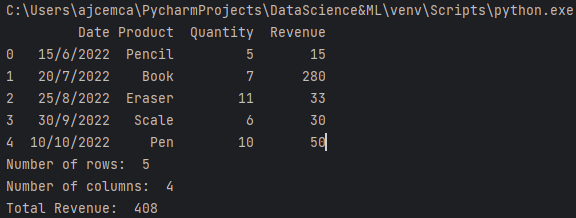 C:\Users\ajcemca\PycharmProjects\DataScience&ML\venv\Scripts\python.exe
Date Product Quantity Revenue
0 15/6/2022 Pencil 5 15
1 20/7/2022 Book 7 280
2 25/8/2022 Eraser 11 33
3 30/9/2022 Scale 6 30
4 10/10/2022 Pen 10 50
Number of rows: 5
Number of columns: 4
Total Revenue: 408